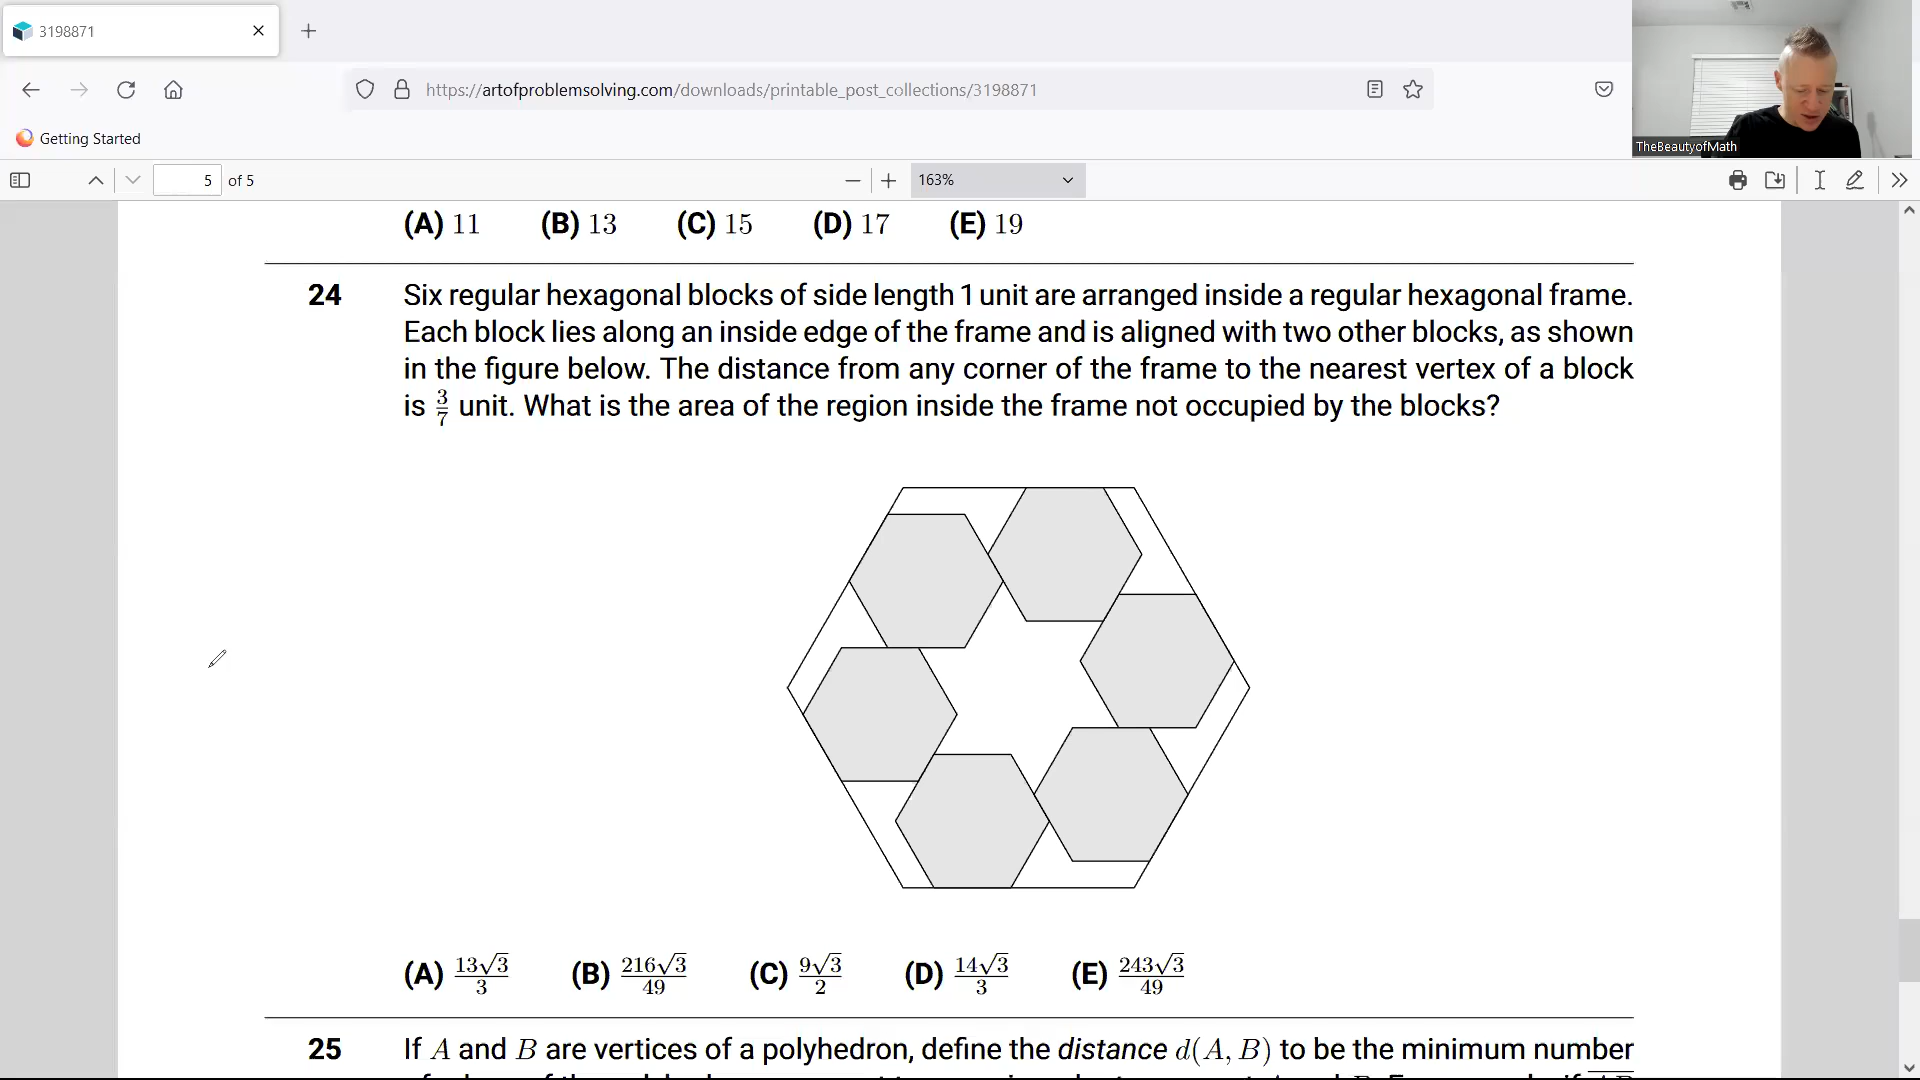 3198871
https://artofproblemsolving.com/downloads/printable_post_collections/3198871
Getting Started
TheBeautyofMath
5 of 5
163%
(A) 11 (B) 13 (C) 15 (D) 17 (E) 19
24 Six regular hexagonal blocks of side length 1 unit are arranged inside a regular hexagonal frame.
Each block lies along an inside edge of the frame and is aligned with two other blocks, as shown
in the figure below. The distance from any corner of the frame to the nearest vertex of a block
is 3/7 unit. What is the area of the region inside the frame not occupied by the blocks?
(A) 13√3/3 (B) 216√3/49 (C) 9√3/2 (D) 14√3/3 (E) 243√3/49
25 If A and B are vertices of a polyhedron, define the distance d(A, B) to be the minimum number